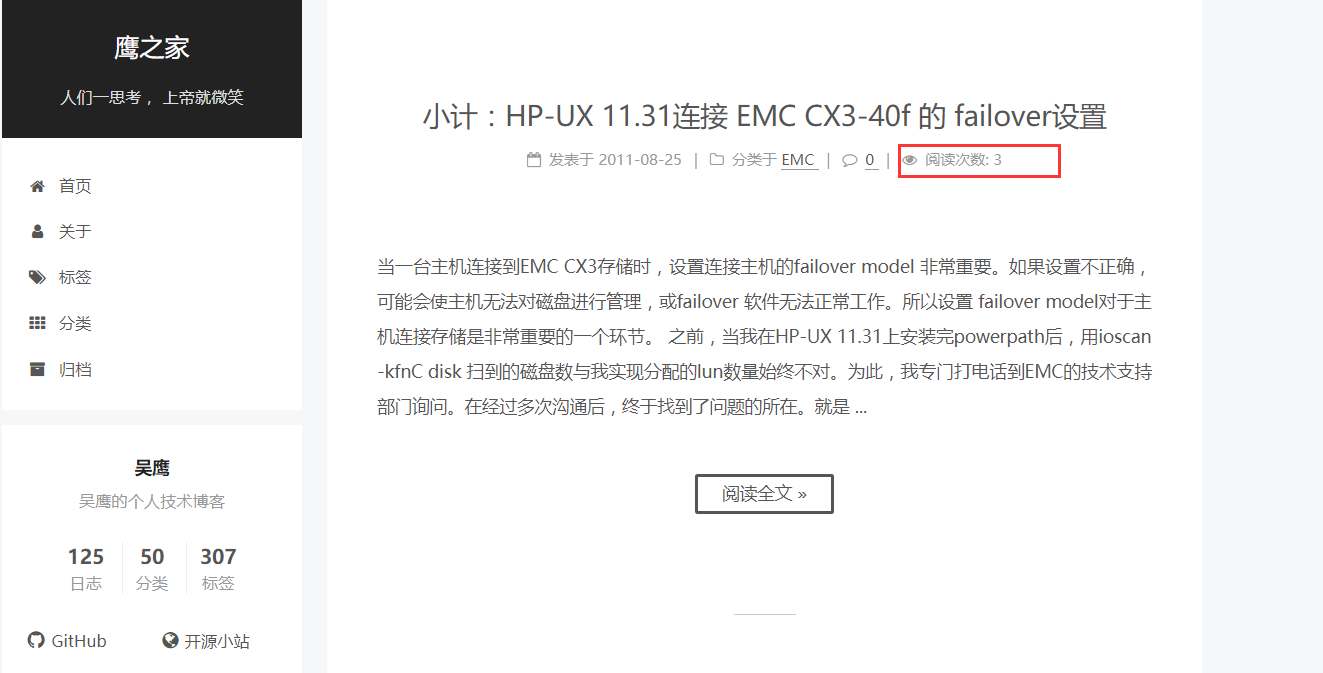 鹰之家
人们一思考， 上帝就微笑
首页
关于
标签
分类
归档
吴鹰
吴鹰的个人技术博客
125 50 307
日志 分类 标签
GitHub 开源小站
小计：HP-UX 11.31连接 EMC CX3-40f 的 failover设置
发表于 2011-08-25 | 分类于 EMC | 0 | 阅读次数: 3
当一台主机连接到EMC CX3存储时，设置连接主机的failover model 非常重要。如果设置不正确，
可能会使主机无法对磁盘进行管理，或failover 软件无法正常工作。所以设置 failover model对于主
机连接存储是非常重要的一个环节。 之前，当我在HP-UX 11.31上安装完powerpath后，用ioscan
-kfnC disk 扫到的磁盘数与我实现分配的lun数量始终不对。为此，我专门打电话到EMC的技术支持
部门询问。在经过多次沟通后，终于找到了问题的所在。就是 ...
阅读全文 »